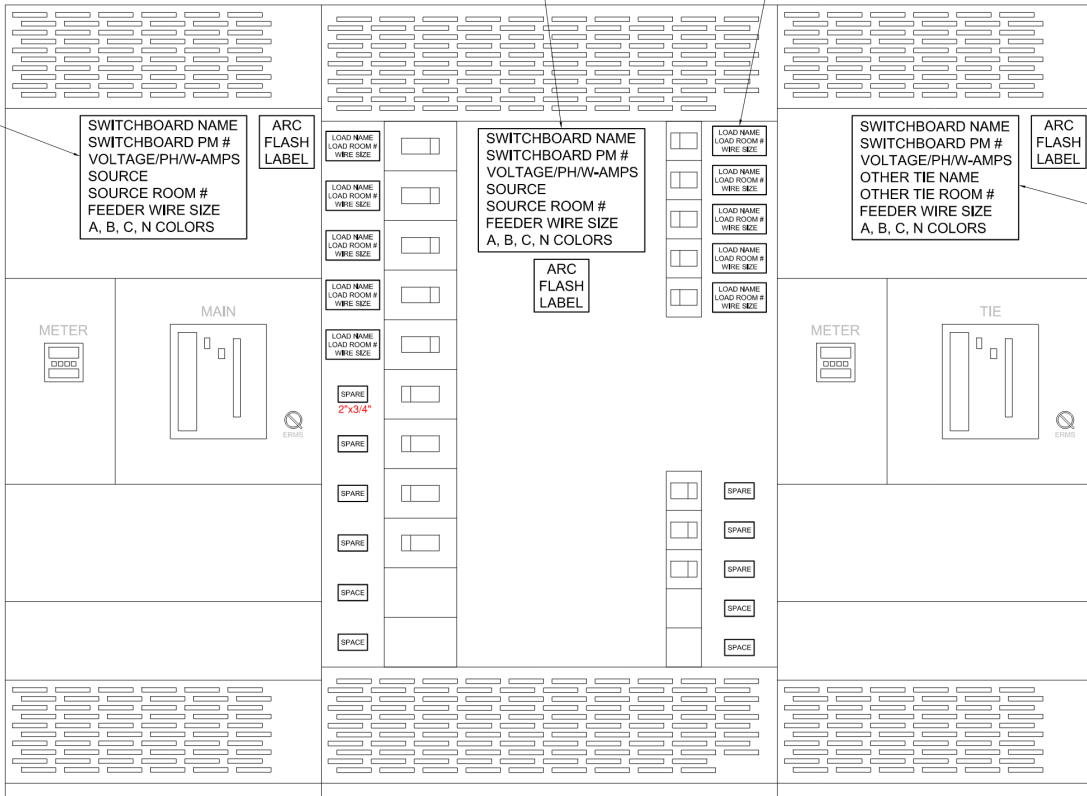 SWITCHBOARD NAME
SWITCHBOARD PM #
VOLTAGE/PH/W-AMPS
SOURCE
SOURCE ROOM #
FEEDER WIRE SIZE
A, B, C, N COLORS
ARC
FLASH
LABEL
METER
MAIN
ERMS
LOAD NAME
LOAD ROOM #
WIRE SIZE
LOAD NAME
LOAD ROOM #
WIRE SIZE
LOAD NAME
LOAD ROOM #
WIRE SIZE
LOAD NAME
LOAD ROOM #
WIRE SIZE
LOAD NAME
LOAD ROOM #
WIRE SIZE
SPARE
2"x3/4"
SPARE
SPARE
SPARE
SPACE
SPACE
SWITCHBOARD NAME
SWITCHBOARD PM #
VOLTAGE/PH/W-AMPS
SOURCE
SOURCE ROOM #
FEEDER WIRE SIZE
A, B, C, N COLORS
ARC
FLASH
LABEL
LOAD NAME
LOAD ROOM #
WIRE SIZE
LOAD NAME
LOAD ROOM #
WIRE SIZE
LOAD NAME
LOAD ROOM #
WIRE SIZE
LOAD NAME
LOAD ROOM #
WIRE SIZE
LOAD NAME
LOAD ROOM #
WIRE SIZE
SPARE
SPARE
SPARE
SPACE
SPACE
SWITCHBOARD NAME
SWITCHBOARD PM #
VOLTAGE/PH/W-AMPS
OTHER TIE NAME
OTHER TIE ROOM #
FEEDER WIRE SIZE
A, B, C, N COLORS
ARC
FLASH
LABEL
METER
TIE
ERMS